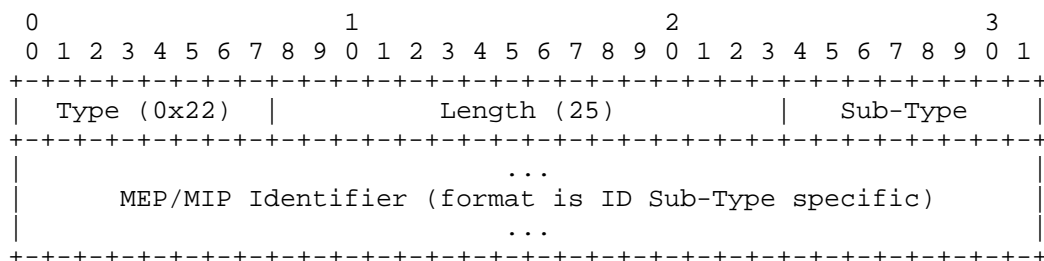 0                   1                   2                   3
 0 1 2 3 4 5 6 7 8 9 0 1 2 3 4 5 6 7 8 9 0 1 2 3 4 5 6 7 8 9 0 1
+-+-+-+-+-+-+-+-+-+-+-+-+-+-+-+-+-+-+-+-+-+-+-+-+-+-+-+-+-+-+-+-+
|  Type (0x22)  |          Length (25)          |   Sub-Type    |
+-+-+-+-+-+-+-+-+-+-+-+-+-+-+-+-+-+-+-+-+-+-+-+-+-+-+-+-+-+-+-+-+
|                              ...                              |
|      MEP/MIP Identifier (format is ID Sub-Type specific)      |
|                              ...                              |
+-+-+-+-+-+-+-+-+-+-+-+-+-+-+-+-+-+-+-+-+-+-+-+-+-+-+-+-+-+-+-+-+